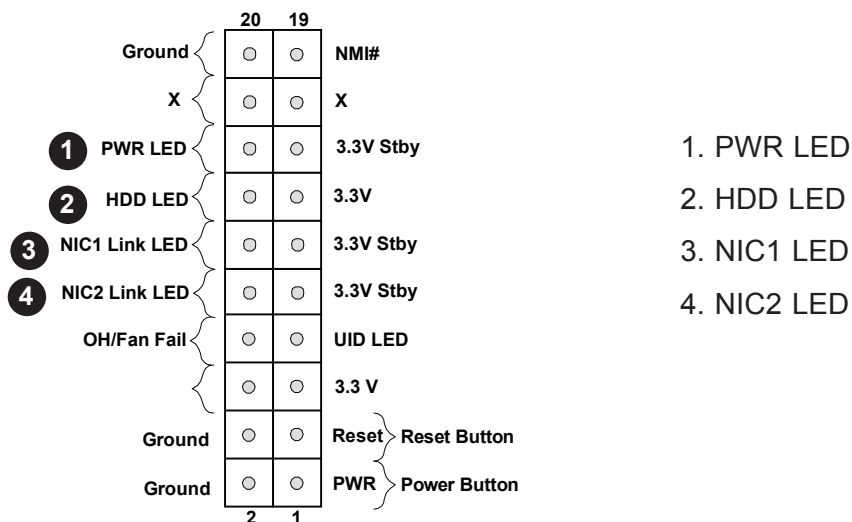 20 19
Ground NMI#
X X
1 PWR LED 3.3V Stby 1. PWR LED
2 HDD LED 3.3V 2. HDD LED
3 NIC1 Link LED 3.3V Stby 3. NIC1 LED
4 NIC2 Link LED 3.3V Stby 4. NIC2 LED
OH/Fan Fail UID LED
3.3 V
Ground Reset Reset Button
Ground PWR Power Button
2 1